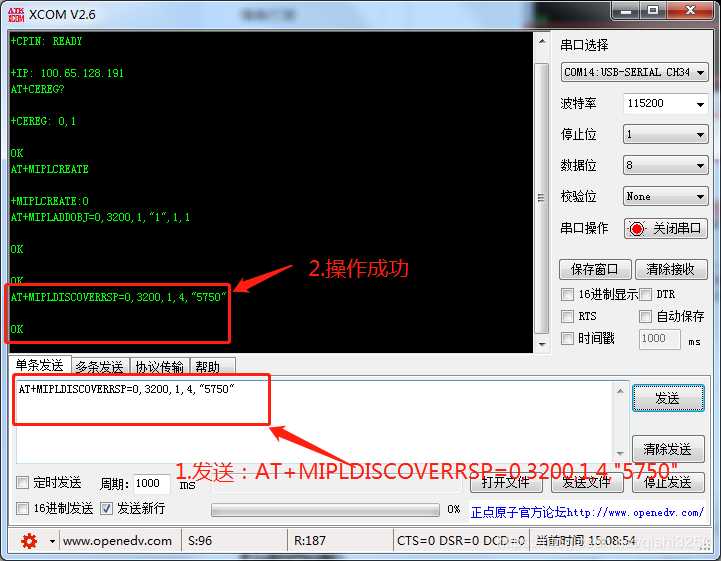 ATK XCOM XCOM V2.6
+CPIN: READY
+IP: 100.65.128.191
AT+CEREG?
+CEREG: 0,1
OK
AT+MIPLCREATE
+MIPLCREATE:0
AT+MIPLADDOBJ=0,3200,1,"1",1,1
OK
OK
AT+MIPLDISCOVERRSP=0,3200,1,4,"5750"
OK
2.操作成功
串口选择
COM14:USB-SERIAL CH34
波特率 115200
停止位 1
数据位 8
校验位 None
串口操作 关闭串口
保存窗口 清除接收
16进制显示 DTR
RTS 自动保存
时间戳 1000 ms
单条发送 多条发送 协议传输 帮助
AT+MIPLDISCOVERRSP=0,3200,1,4,"5750"
发送
清除发送
1.发送：AT+MIPLDISCOVERRSP=0,3200,1,4,"5750"
定时发送 周期: 1000 ms 打开文件 发送文件 停止发送
16进制发送 发送新行 0% 正点原子官方论坛http://www.openedv.com/
www.openedv.com S:96 R:187 CTS=0 DSR=0 DCD=0 当前时间 15:08:54